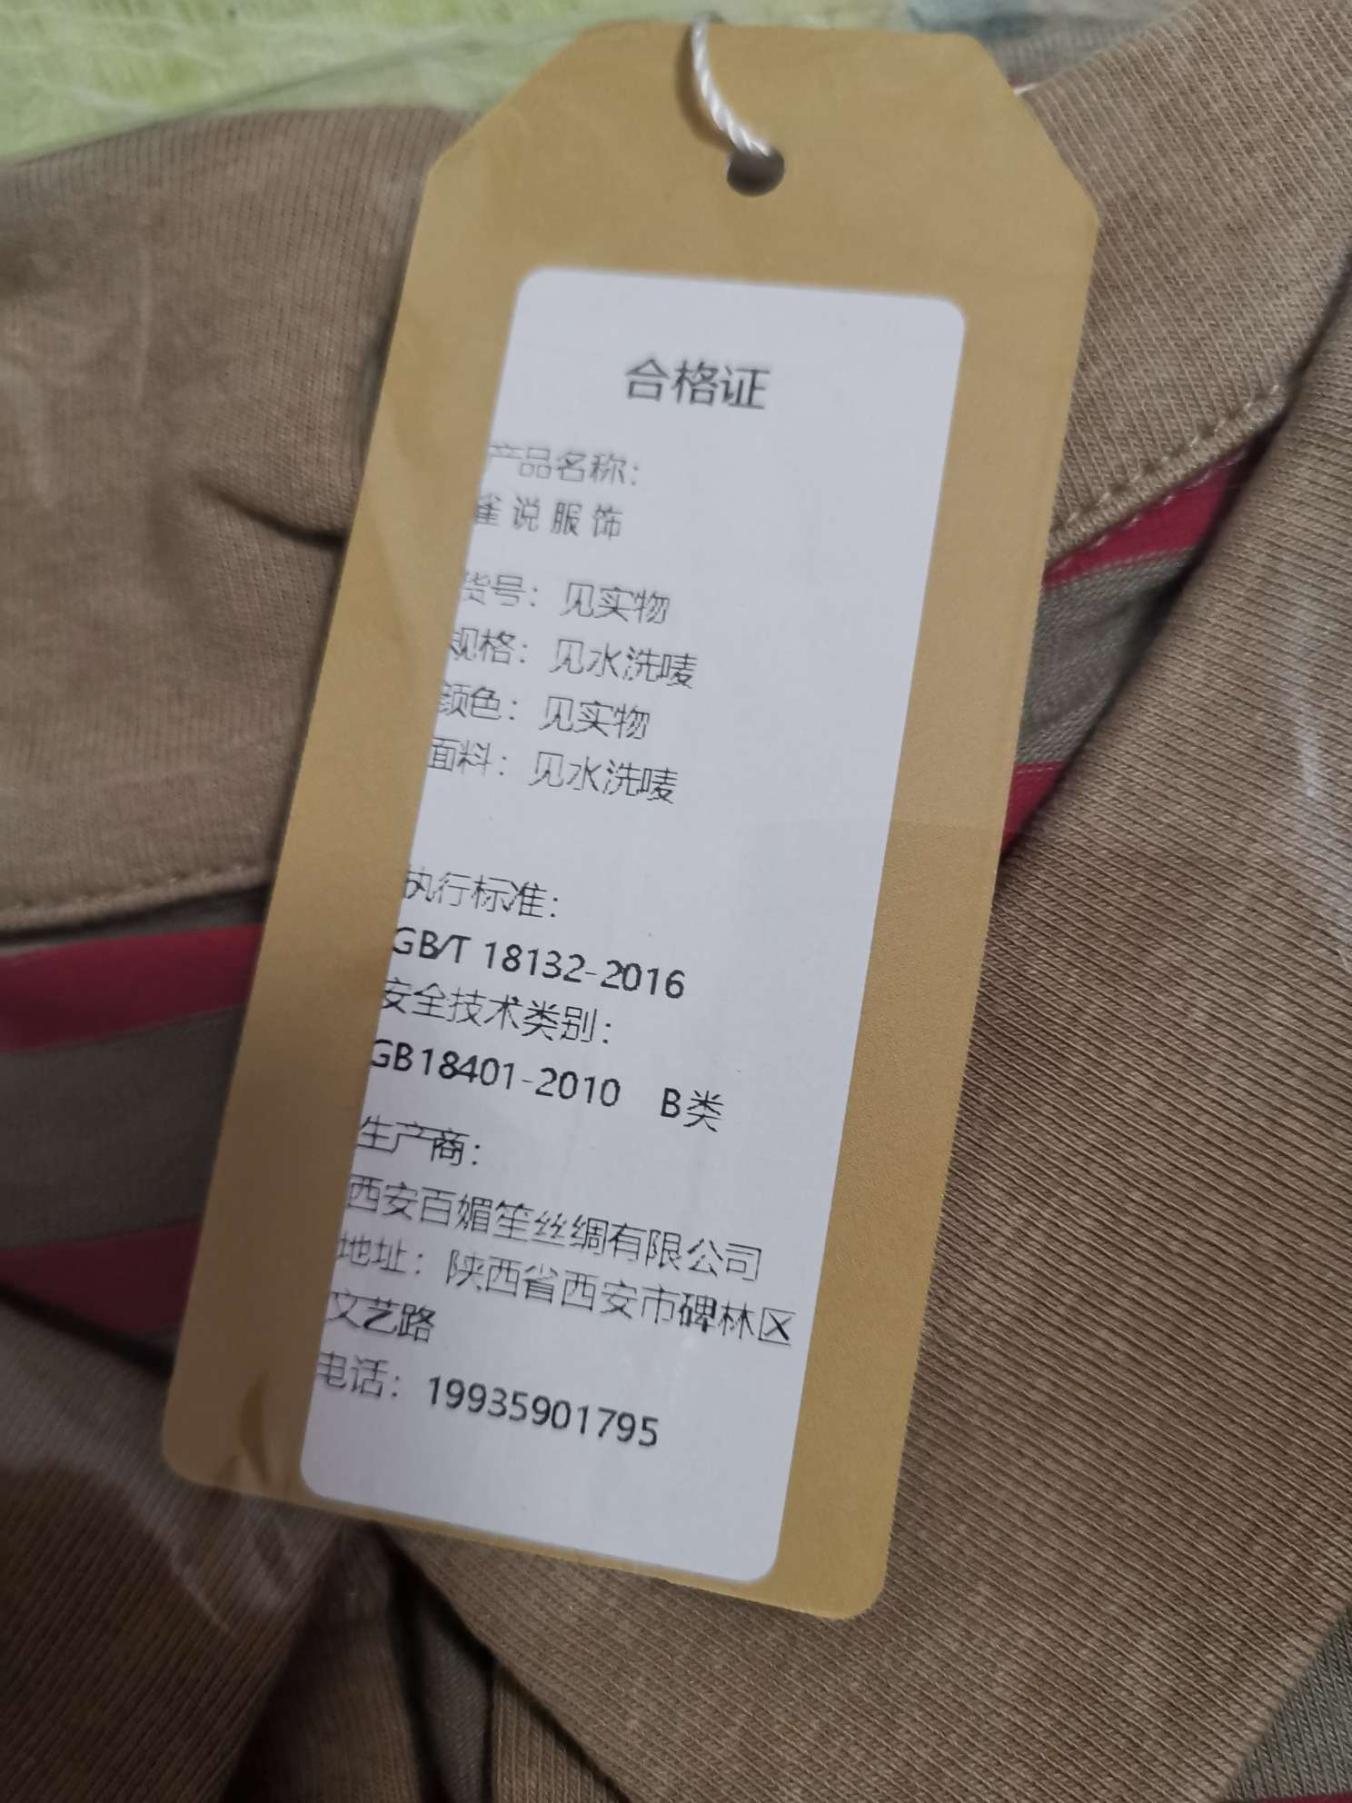 合格证
产品名称:
雀说服饰
货号: 见实物
规格: 见水洗唛
颜色: 见实物
面料: 见水洗唛
执行标准:
GB/T 18132-2016
安全技术类别:
GB18401-2010 B类
生产商:
西安百媚笙丝绸有限公司
地址: 陕西省西安市碑林区
文艺路
电话: 19935901795